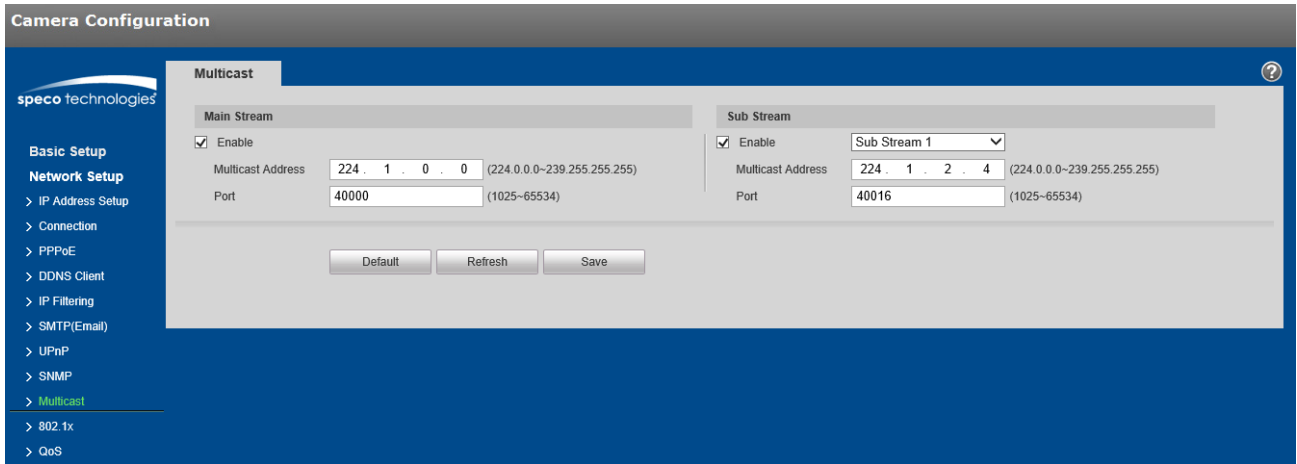 Camera Configuration
speco technologies
Basic Setup
Network Setup
> IP Address Setup
> Connection
> PPPoE
> DDNS Client
> IP Filtering
> SMTP(Email)
> UPnP
> SNMP
> Multicast
> 802.1x
> QoS
Multicast
?
Main Stream
Enable
Multicast Address 224 . 1 . 0 . 0 (224.0.0.0~239.255.255.255)
Port 40000 (1025~65534)
Sub Stream
Enable Sub Stream 1
Multicast Address 224 . 1 . 2 . 4 (224.0.0.0~239.255.255.255)
Port 40016 (1025~65534)
Default Refresh Save